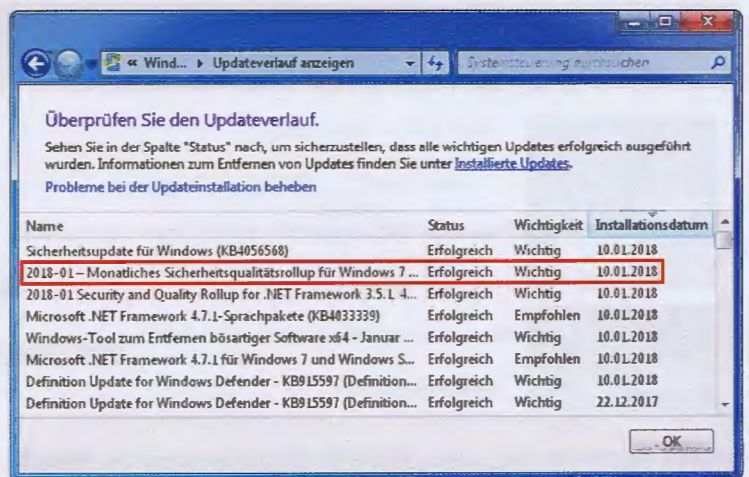 « Wind... ▸ Updateverlauf anzeigen Systemsteuerung durchsuchen
Überprüfen Sie den Updateverlauf.
Sehen Sie in der Spalte "Status" nach, um sicherzustellen, dass alle wichtigen Updates erfolgreich ausgeführt
wurden. Informationen zum Entfernen von Updates finden Sie unter Installierte Updates.
Probleme bei der Updateinstallation beheben
Name Status Wichtigkeit Installationsdatum
Sicherheitsupdate für Windows (KB4056568) Erfolgreich Wichtig 10.01.2018
2018-01 – Monatliches Sicherheitsqualitätsrollup für Windows 7 ... Erfolgreich Wichtig 10.01.2018
2018-01 Security and Quality Rollup for .NET Framework 3.5.1, 4... Erfolgreich Wichtig 10.01.2018
Microsoft .NET Framework 4.7.1-Sprachpakete (KB4033339) Erfolgreich Empfohlen 10.01.2018
Windows-Tool zum Entfernen bösartiger Software x64 - Januar ... Erfolgreich Wichtig 10.01.2018
Microsoft .NET Framework 4.7.1 für Windows 7 und Windows S... Erfolgreich Empfohlen 10.01.2018
Definition Update for Windows Defender - KB915597 (Definition... Erfolgreich Wichtig 10.01.2018
Definition Update for Windows Defender - KB915597 (Definition... Erfolgreich Wichtig 22.12.2017
OK